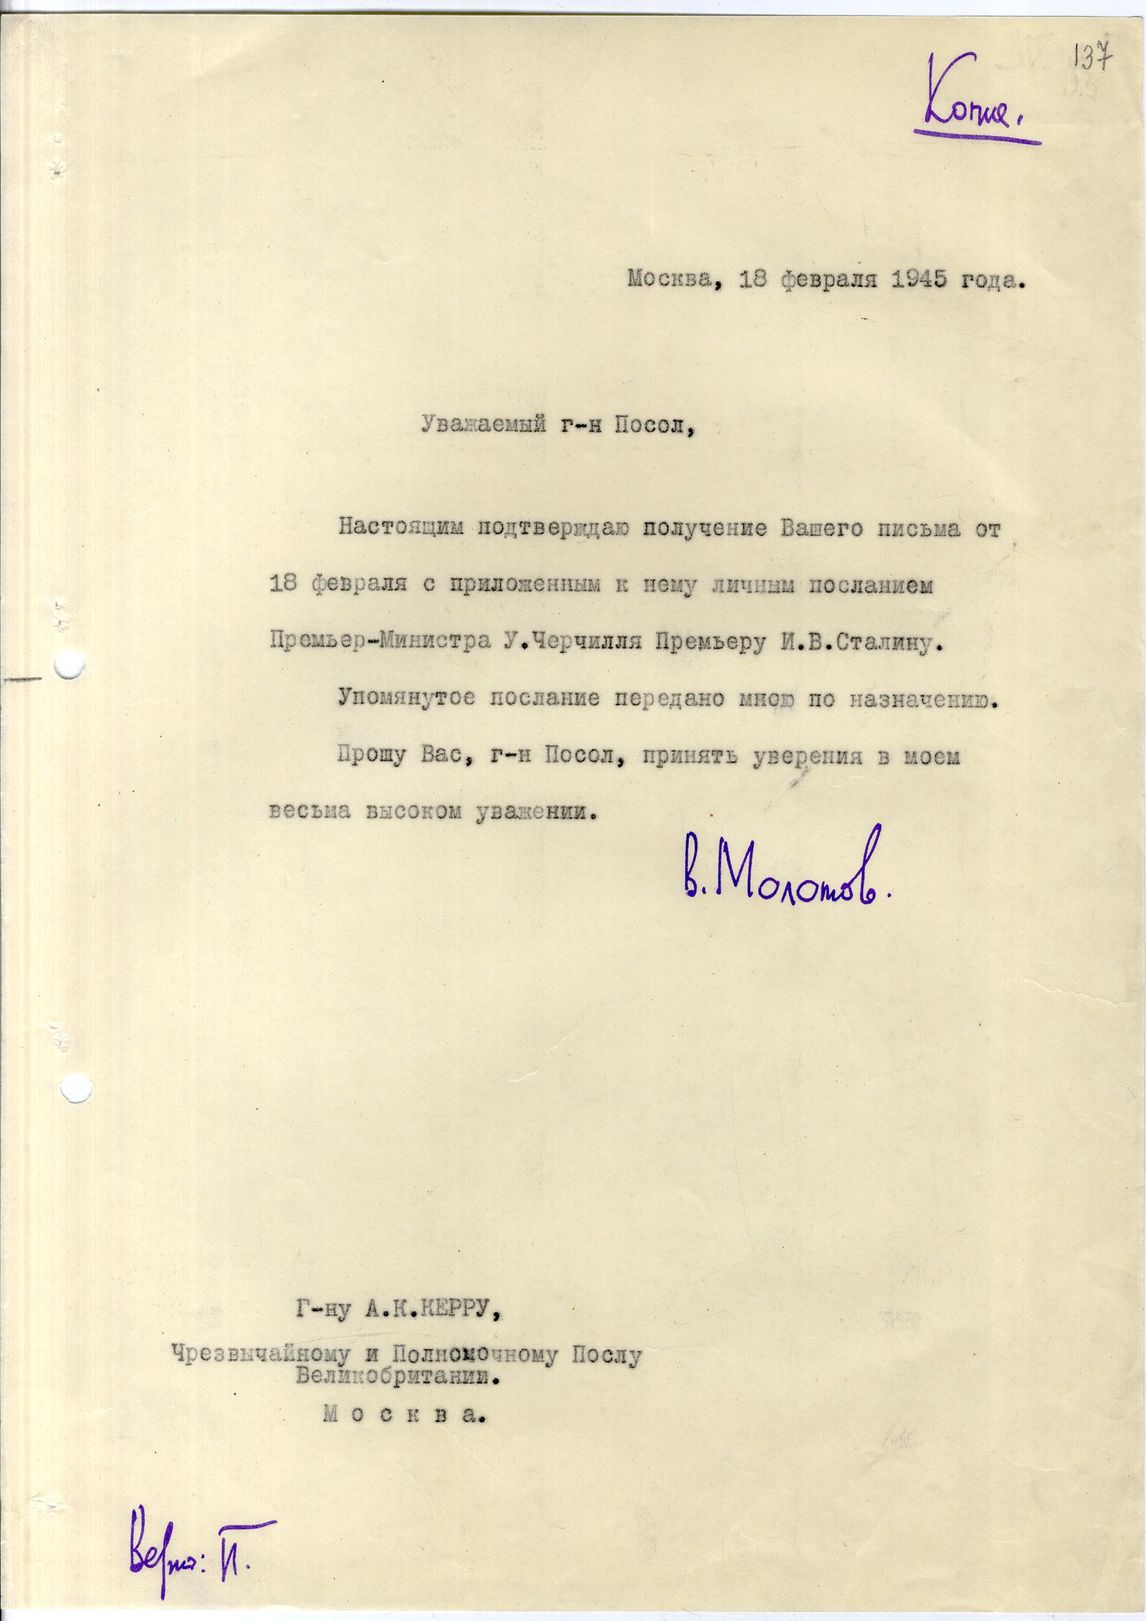 137
Копия.
Москва, 18 февраля 1945 года.
Уважаемый г-н Посол,
Настоящим подтверждаю получение Вашего письма от
18 февраля с приложенным к нему личным посланием
Премьер-Министра У.Черчилля Премьеру И.В.Сталину.
Упомянутое послание передано мною по назначению.
Прошу Вас, г-н Посол, принять уверения в моем
весьма высоком уважении.
В. Молотов.
Г-ну А.К.КЕРРУ,
Чрезвычайному и Полномочному Послу
Великобритании.
М о с к в а.
Верно: П.